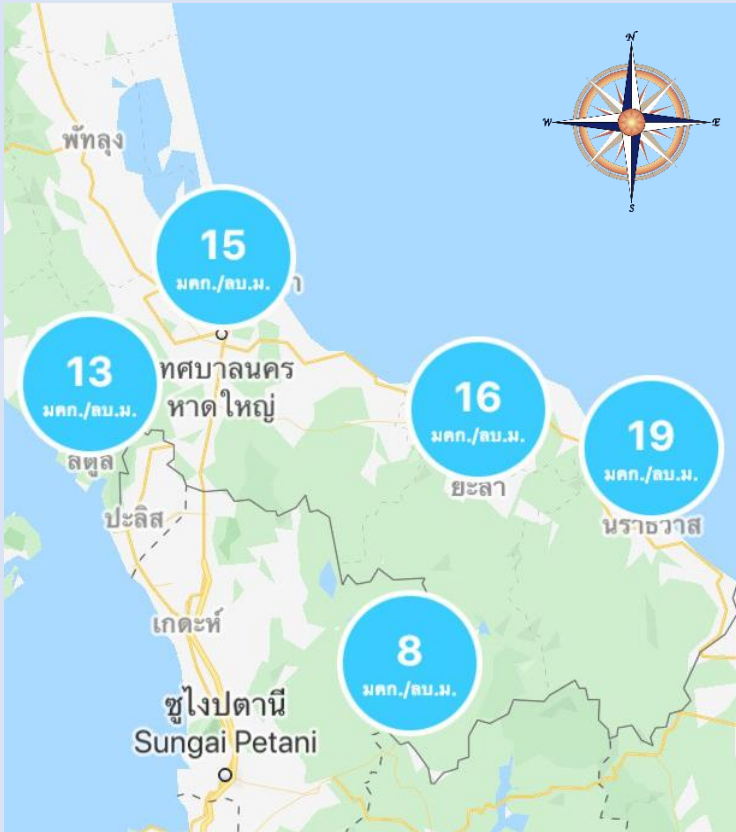 N
W
E
S
พัทลุง
15
มคก./ลบ.ม.
า
13
มคก./ลบ.ม.
ทศบาลนคร
หาดใหญ่
16
มคก./ลบ.ม.
19
มคก./ลบ.ม.
สตูล
ยะลา
ปะลิส
นราธิวาส
เกดะห์
8
มคก./ลบ.ม.
ซูไงปตานี
Sungai Petani